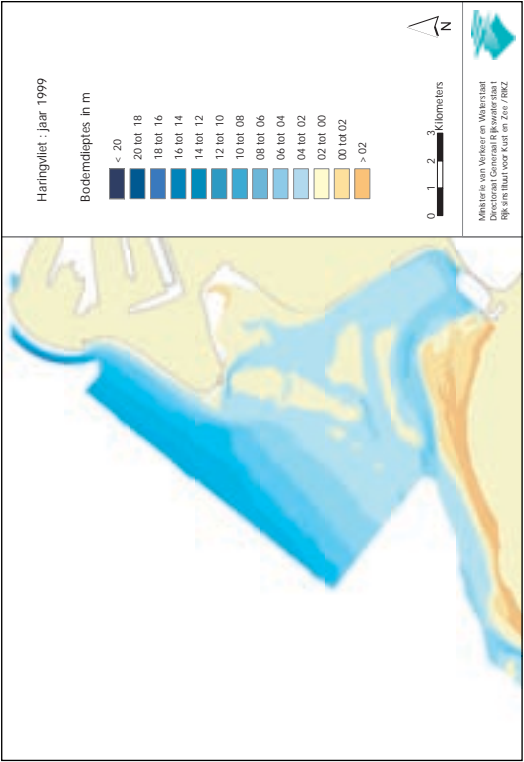 Haringvliet : jaar 1999
Bodemdieptes in m
< 20
20 tot 18
18 tot 16
16 tot 14
14 tot 12
12 tot 10
10 tot 08
08 tot 06
06 tot 04
04 tot 02
02 tot 00
00 tot 02
> 02
N
0 1 2 3 Kilometers
Ministerie van Verkeer en Waterstaat
Directoraat Generaal Rijkswaterstaat
Rijksinstituut voor Kust en Zee / RIKZ